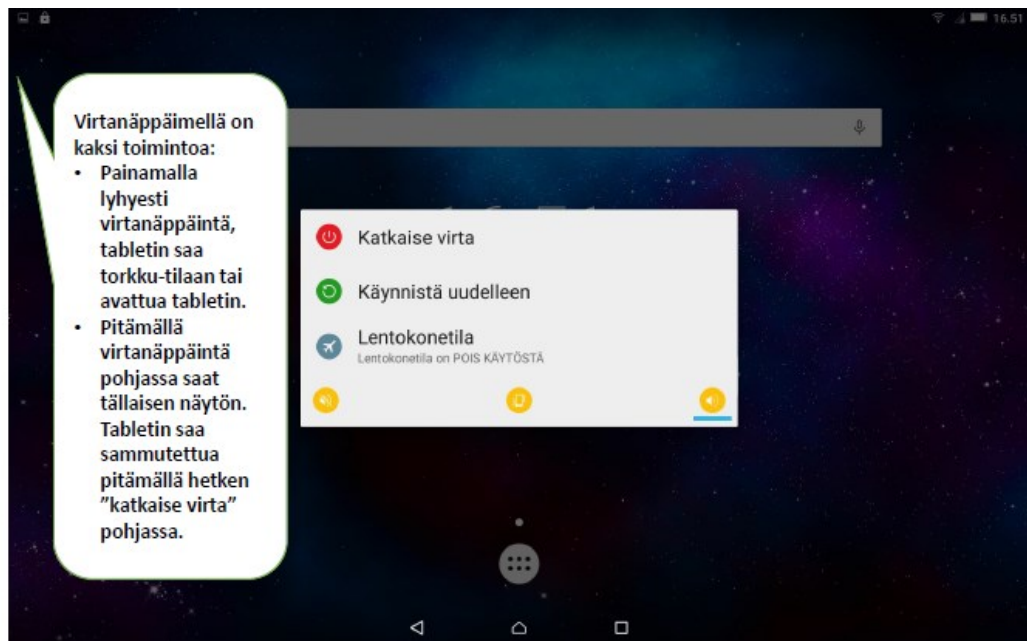 16.51
Virtanäppäimellä on
kaksi toimintoa:
• Painamalla
lyhyesti
virtanäppäintä,
tabletin saa
torkku-tilaan tai
avattua tabletin.
• Pitämällä
virtanäppäintä
pohjassa saat
tällaisen näytön.
Tabletin saa
sammutettua
pitämällä hetken
”katkaise virta”
pohjassa.
Katkaise virta
Käynnistä uudelleen
Lentokonetila
Lentokonetila on POIS KÄYTÖSTÄ